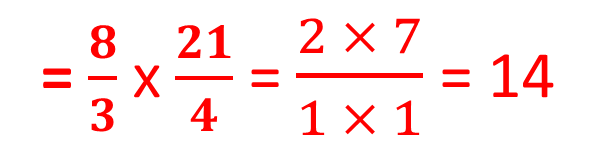 = 8/3 x 21/4 = (2 × 7)/(1 × 1) = 14